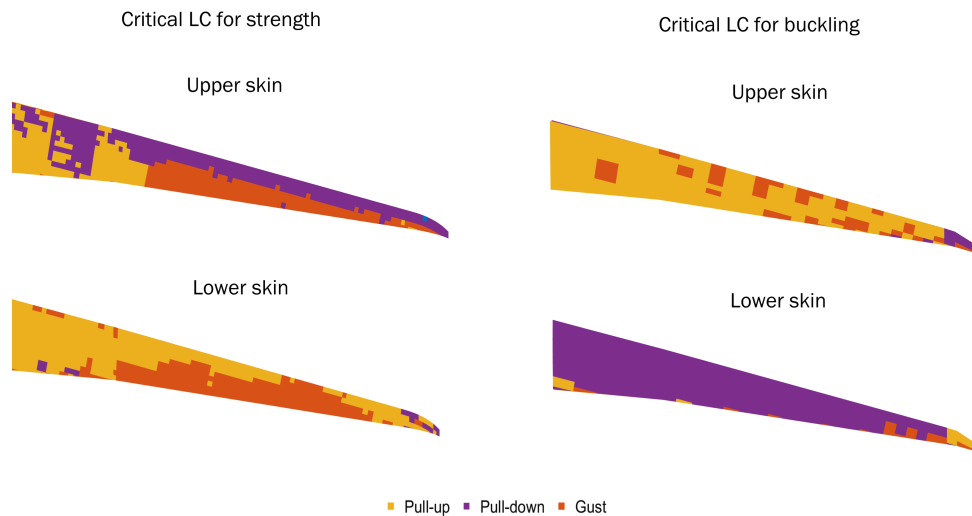 Critical LC for strength
Critical LC for buckling
Upper skin
Upper skin
Lower skin
Lower skin
Pull-up Pull-down Gust